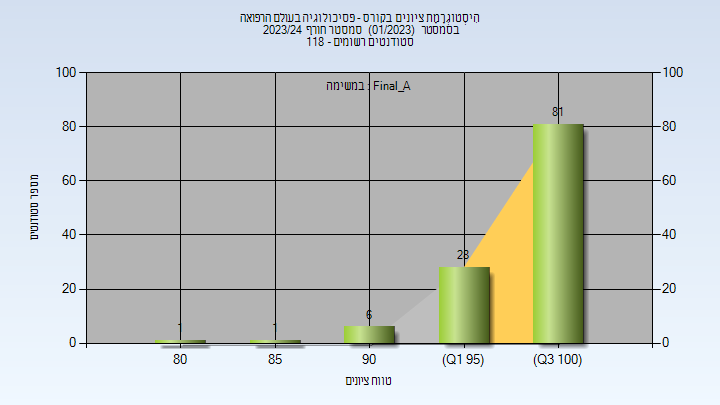 היסטוגרמת ציונים בקורס - פסיכולוגיה בעולם הרפואה
בסמסטר (01/2023) סמסטר חורף 2023/24
סטודנטים רשומים - 118
במשימה : Final_A
100 100
81
80 80
60 60
מספר סטודנטים
40 40
28
20 20
6
1 1
0 0
80 85 90 (Q1 95) (Q3 100)
טווח ציונים